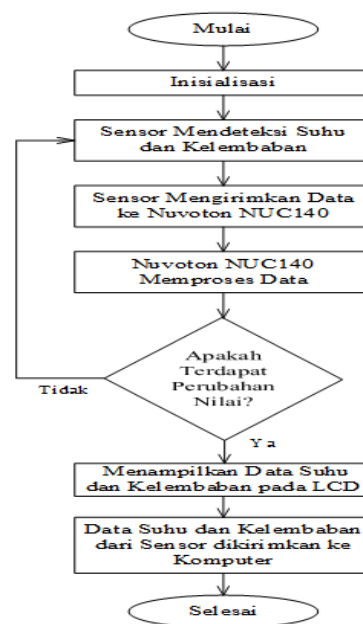 Mulai
Inisialisasi
Sensor Mendeteksi Suhu
dan Kelembaban
Sensor Mengirimkan Data
ke Nuvoton NUC140
Nuvoton NUC140
Memproses Data
Apakah
Terdapat
Perubahan
Nilai?
Tidak
Ya
Menampilkan Data Suhu
dan Kelembaban pada LCD
Data Suhu dan Kelembaban
dari Sensor dikirimkan ke
Komputer
Selesai